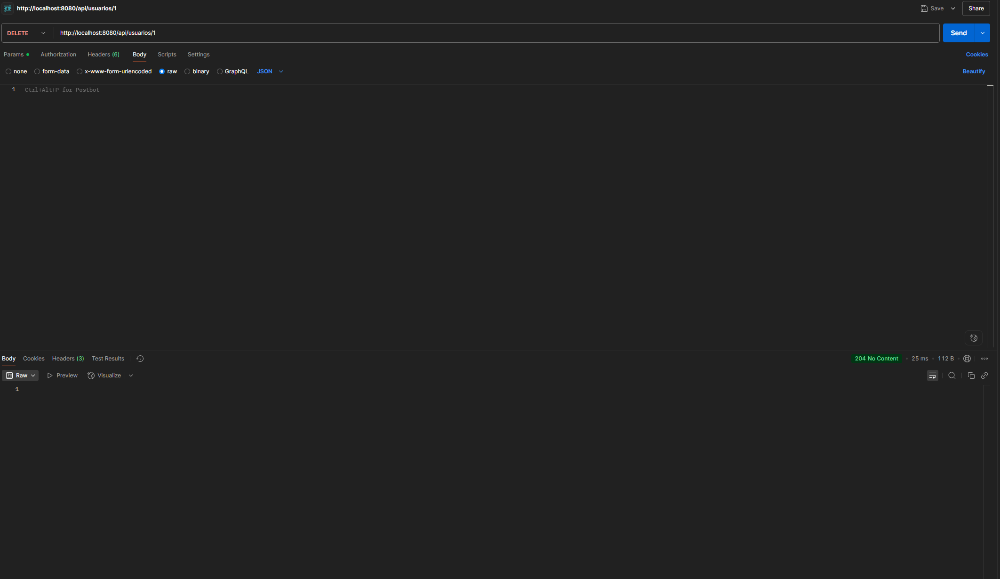 HTTP http://localhost:8080/api/usuarios/1 Save Share
DELETE http://localhost:8080/api/usuarios/1 Send
Params Authorization Headers (6) Body Scripts Settings Cookies
none form-data x-www-form-urlencoded raw binary GraphQL JSON Beautify
1 Ctrl+Alt+P for Postbot
Body Cookies Headers (3) Test Results 204 No Content • 25 ms • 112 B
Raw Preview Visualize
1